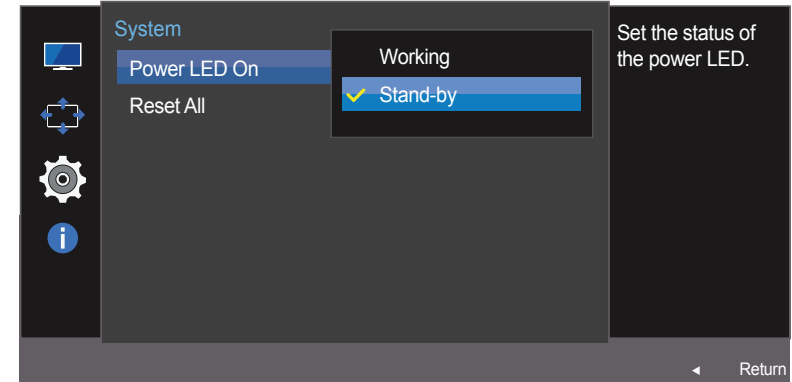 System
Power LED On
Working
Stand-by
Reset All
Set the status of
the power LED.
Return